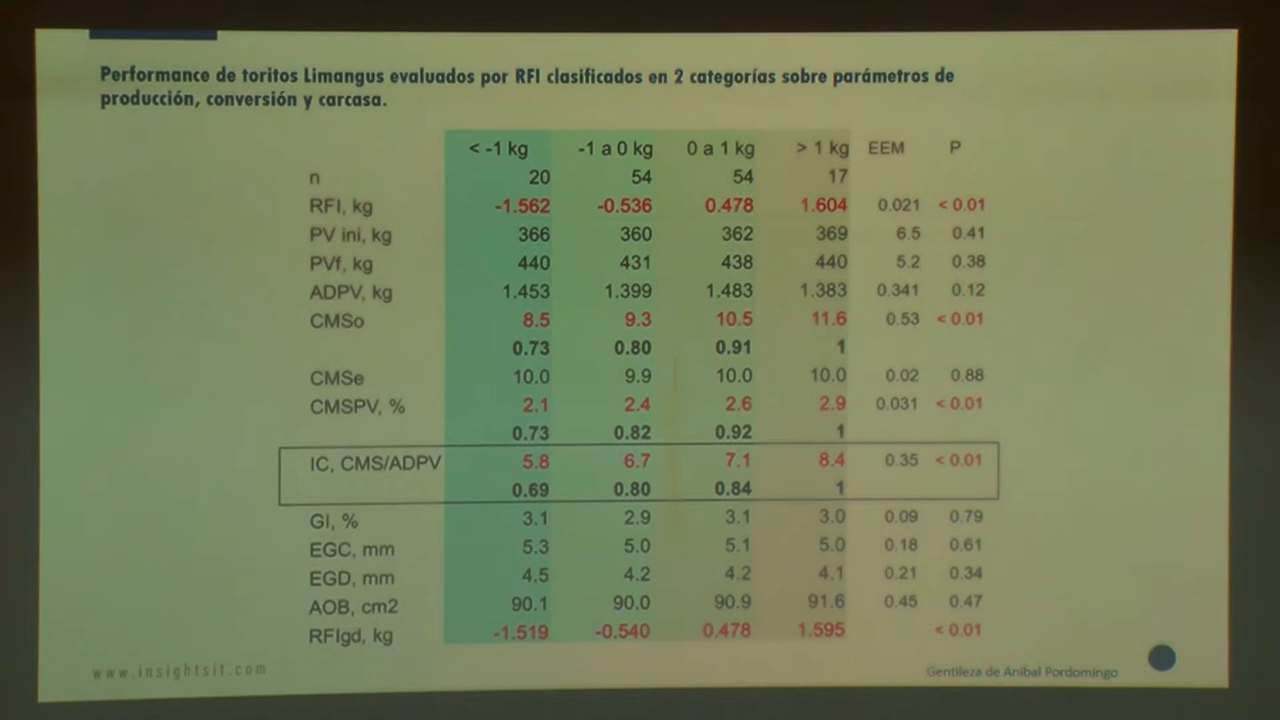 Performance de toritos Limangus evaluados por RFI clasificados en 2 categorías sobre parámetros de
producción, conversión y carcasa.
< -1 kg -1 a 0 kg 0 a 1 kg > 1 kg EEM P
n 20 54 54 17
RFI, kg -1.562 -0.536 0.478 1.604 0.021 < 0.01
PV ini, kg 366 360 362 369 6.5 0.41
PVf, kg 440 431 438 440 5.2 0.38
ADPV, kg 1.453 1.399 1.483 1.383 0.341 0.12
CMSo 8.5 9.3 10.5 11.6 0.53 < 0.01
0.73 0.80 0.91 1
CMSe 10.0 9.9 10.0 10.0 0.02 0.88
CMSPV, % 2.1 2.4 2.6 2.9 0.031 < 0.01
0.73 0.82 0.92 1
IC, CMS/ADPV 5.8 6.7 7.1 8.4 0.35 < 0.01
0.69 0.80 0.84 1
GI, % 3.1 2.9 3.1 3.0 0.09 0.79
EGC, mm 5.3 5.0 5.1 5.0 0.18 0.61
EGD, mm 4.5 4.2 4.2 4.1 0.21 0.34
AOB, cm2 90.1 90.0 90.9 91.6 0.45 0.47
RFIgd, kg -1.519 -0.540 0.478 1.595 < 0.01
www.insightsit.com
Gentileza de Anibal Pordomingo